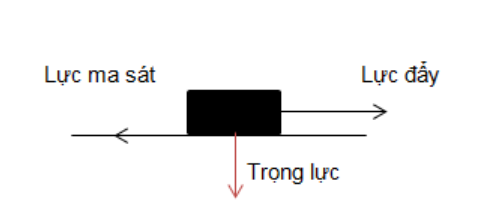 Lực ma sát
Lực đẩy
Trọng lực